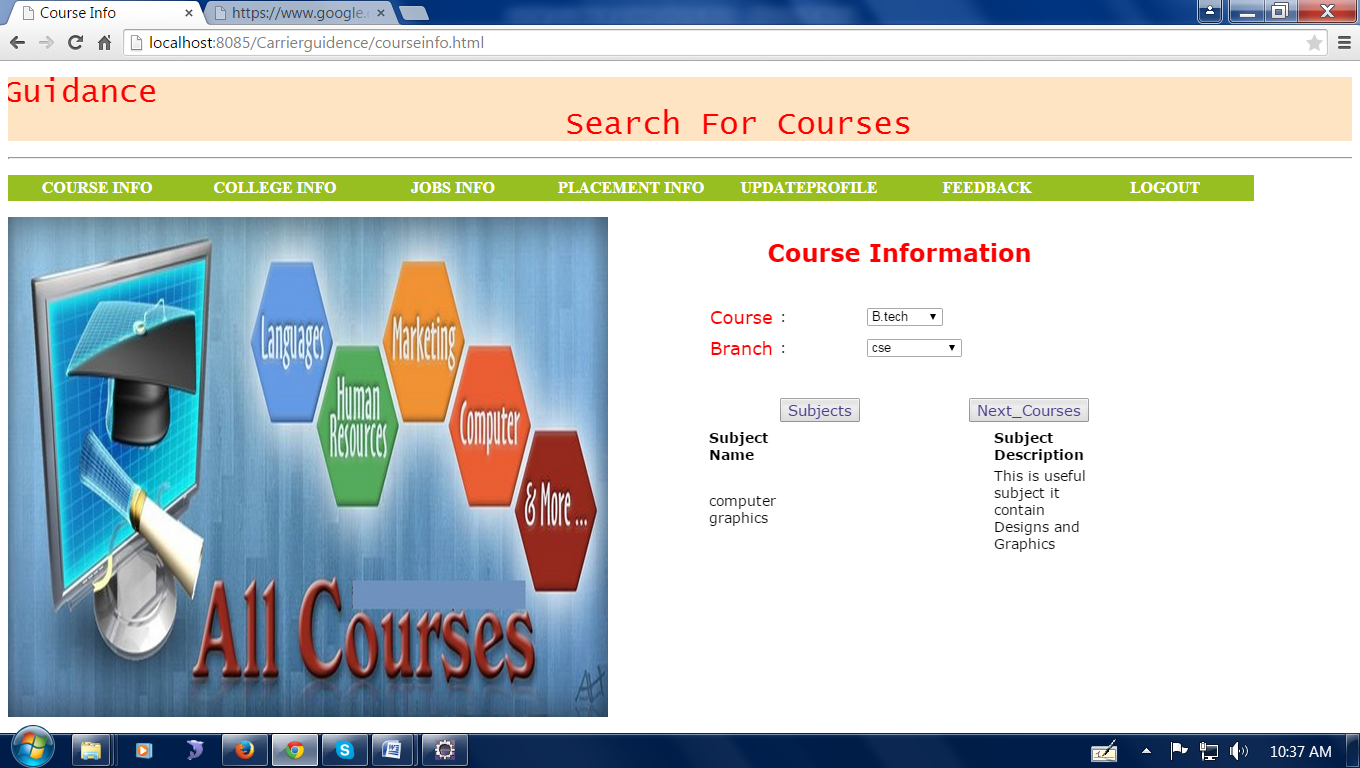 Course Info
https://www.google.
localhost:8085/Carrierguidence/courseinfo.html
Guidance
Search For Courses
COURSE INFO COLLEGE INFO JOBS INFO PLACEMENT INFO UPDATEPROFILE FEEDBACK LOGOUT
Languages
Human
Resources
Marketing
Computer
& More ...
All Courses
Course Information
Course : B.tech
Branch : cse
Subjects Next_Courses
Subject
Name
Subject
Description
computer
graphics
This is useful
subject it
contain
Designs and
Graphics
10:37 AM